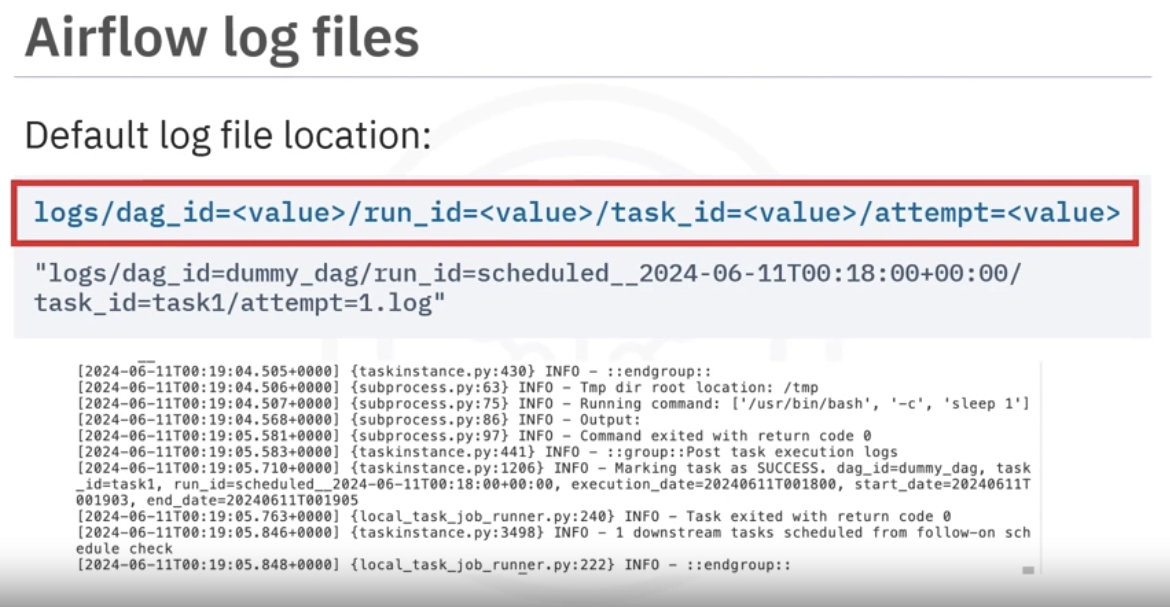 Airflow log files
Default log file location:
logs/dag_id=<value>/run_id=<value>/task_id=<value>/attempt=<value>
"logs/dag_id=dummy_dag/run_id=scheduled__2024-06-11T00:18:00+00:00/
task_id=task1/attempt=1.log"
[2024-06-11T00:19:04.505+0000] {taskinstance.py:430} INFO - ::endgroup::
[2024-06-11T00:19:04.506+0000] {subprocess.py:63} INFO - Tmp dir root location: /tmp
[2024-06-11T00:19:04.507+0000] {subprocess.py:75} INFO - Running command: ['/usr/bin/bash', '-c', 'sleep 1']
[2024-06-11T00:19:04.568+0000] {subprocess.py:86} INFO - Output:
[2024-06-11T00:19:05.581+0000] {subprocess.py:97} INFO - Command exited with return code 0
[2024-06-11T00:19:05.583+0000] {taskinstance.py:441} INFO - ::group::Post task execution logs
[2024-06-11T00:19:05.710+0000] {taskinstance.py:1206} INFO - Marking task as SUCCESS. dag_id=dummy_dag, task
_id=task1, run_id=scheduled__2024-06-11T00:18:00+00:00, execution_date=20240611T001800, start_date=20240611T
001903, end_date=20240611T001905
[2024-06-11T00:19:05.763+0000] {local_task_job_runner.py:240} INFO - Task exited with return code 0
[2024-06-11T00:19:05.846+0000] {taskinstance.py:3498} INFO - 1 downstream tasks scheduled from follow-on sch
edule check
[2024-06-11T00:19:05.848+0000] {local_task_job_runner.py:222} INFO - ::endgroup::